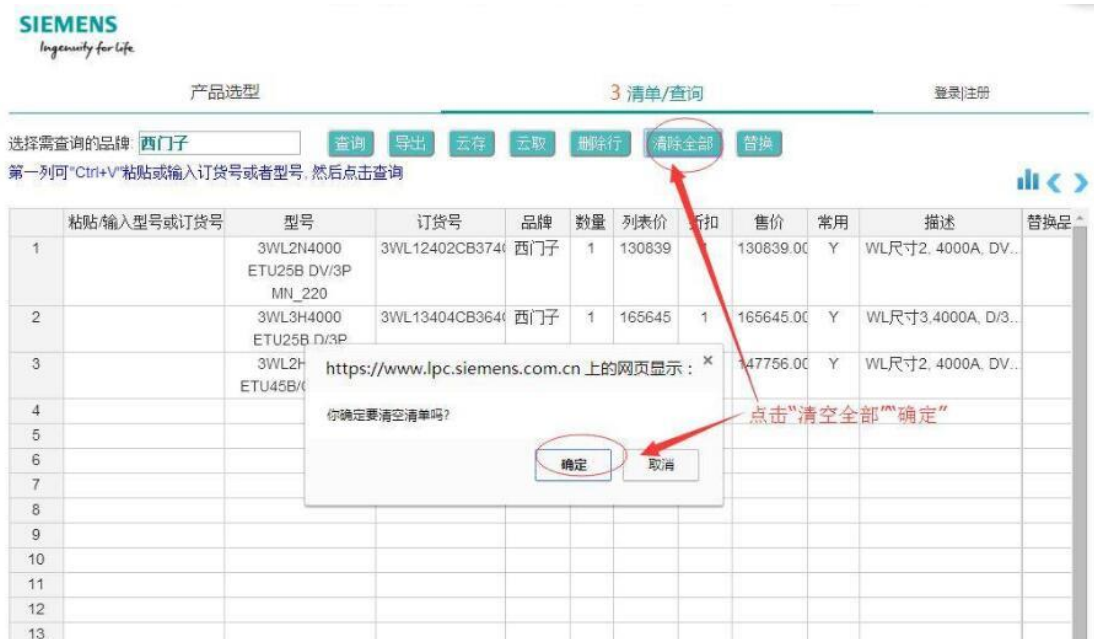 SIEMENS
Ingenuity for life
产品选型
3 清单/查询
登录|注册
选择需查询的品牌: 西门子 查询 导出 云存 云取 删除行 清除全部 替换
第一列可"Ctrl+V"粘贴或输入订货号或者型号, 然后点击查询
粘贴/输入型号或订货号 型号 订货号 品牌 数量 列表价 折扣 售价 常用 描述 替换品
1 3WL2N4000 3WL12402CB374 西门子 1 130839 130839.00 Y WL尺寸2, 4000A, DV...
ETU25B DV/3P
MN_220
2 3WL3H4000 3WL13404CB364 西门子 1 165645 1 165645.00 Y WL尺寸3,4000A, D/3...
ETU25B D/3P
3 3WL2H 147756.00 Y WL尺寸2, 4000A, DV...
ETU45B/
https://www.lpc.siemens.com.cn 上的网页显示： ×
你确定要清空清单吗?
确定 取消
点击“清空全部”“确定”
4
5
6
7
8
9
10
11
12
13